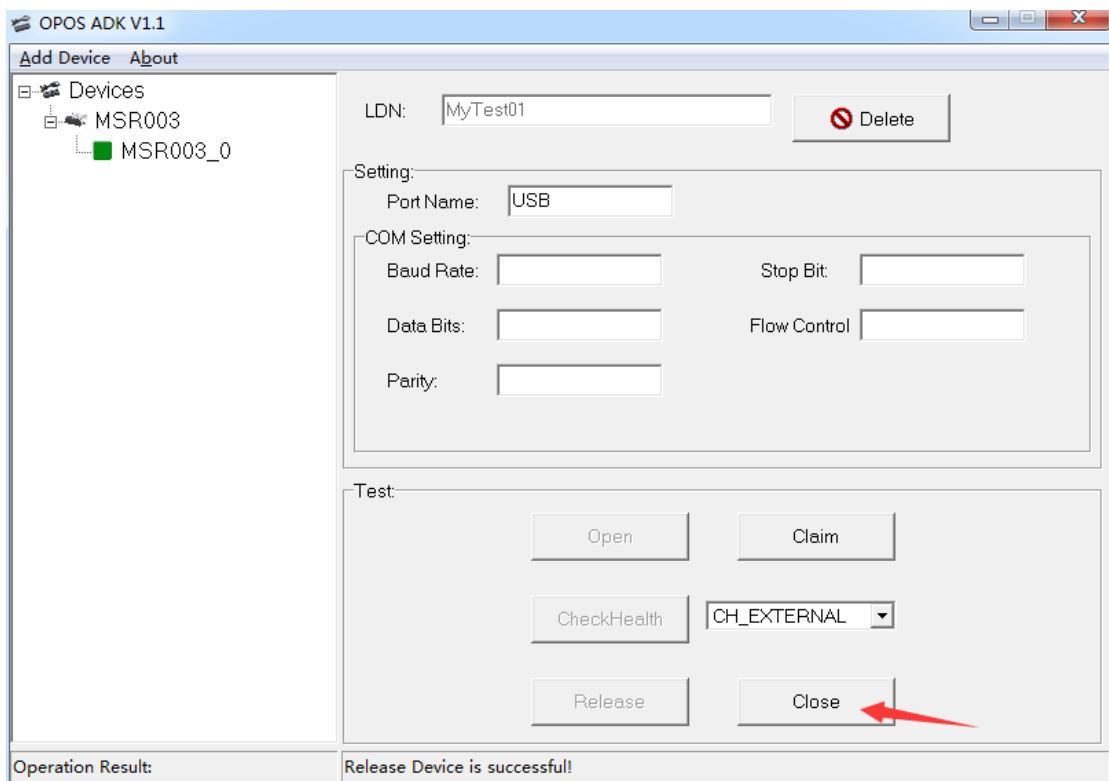 OPOS ADK V1.1
Add Device About
Devices
MSR003
MSR003_0
LDN: MyTest01 Delete
Setting:
Port Name: USB
COM Setting:
Baud Rate: Stop Bit:
Data Bits: Flow Control
Parity:
Test:
Open Claim
CheckHealth CH_EXTERNAL
Release Close
Operation Result: Release Device is successful!